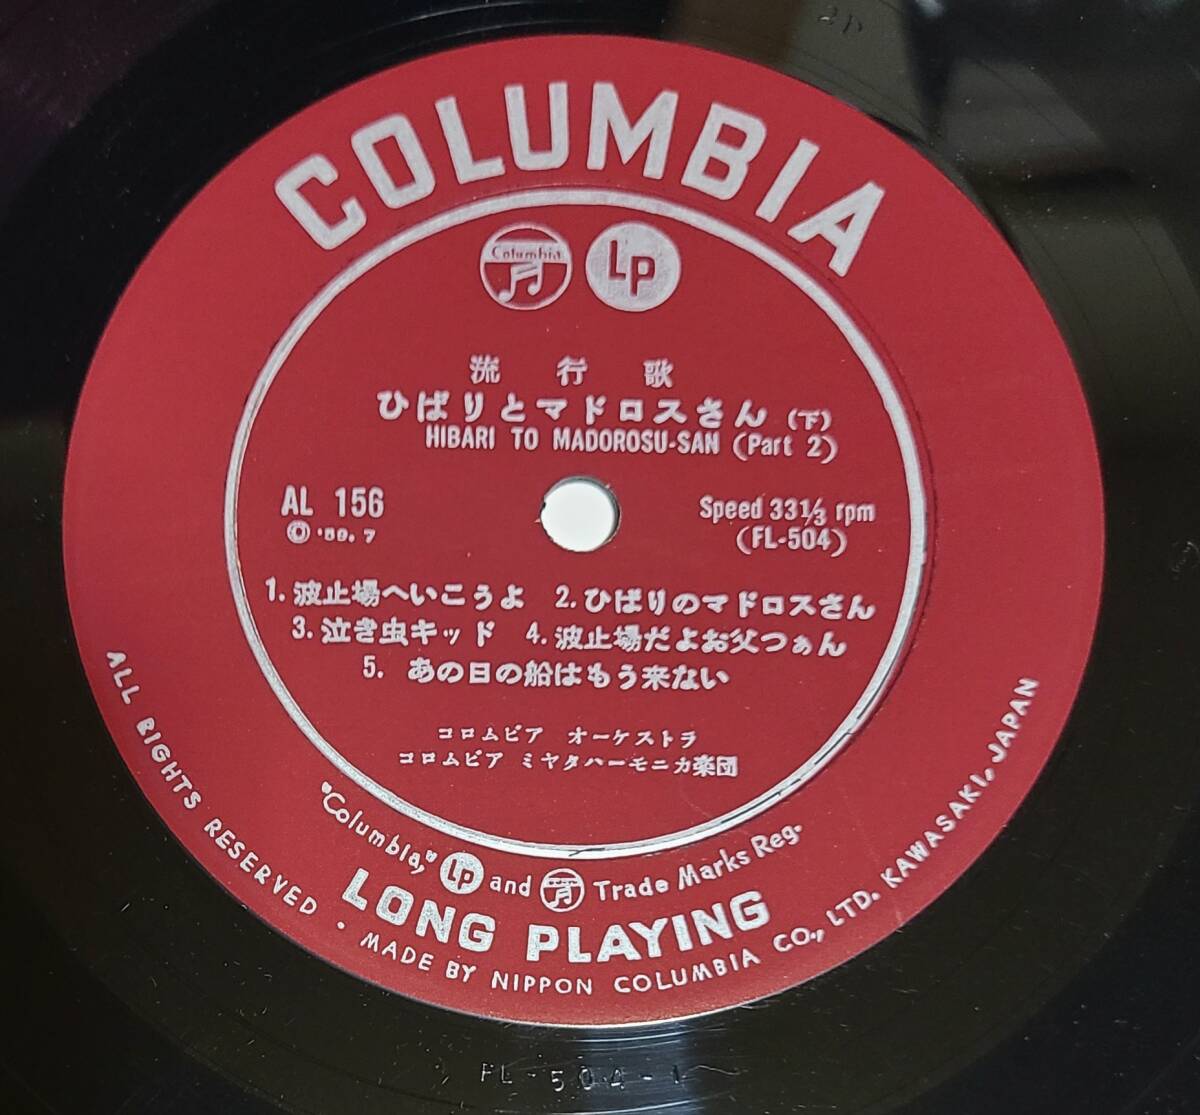 COLUMBIA
Columbia
Lp
流行歌
ひばりとマドロスさん (下)
HIBARI TO MADOROSU-SAN (Part 2)
AL 156
Speed 33 1/3 rpm
Ⓒ '59. 7
(FL-504)
1. 波止場へいこうよ 2. ひばりのマドロスさん
3. 泣き虫キッド 4. 波止場だよお父つぁん
5. あの日の船はもう来ない
コロムビア オーケストラ
コロムビア ミヤタハーモニカ楽団
"Columbia," Lp and Trade Marks Reg.
LONG PLAYING
ALL RIGHTS RESERVED • MADE BY NIPPON COLUMBIA CO., LTD. KAWASAKI, JAPAN
FL-504-1